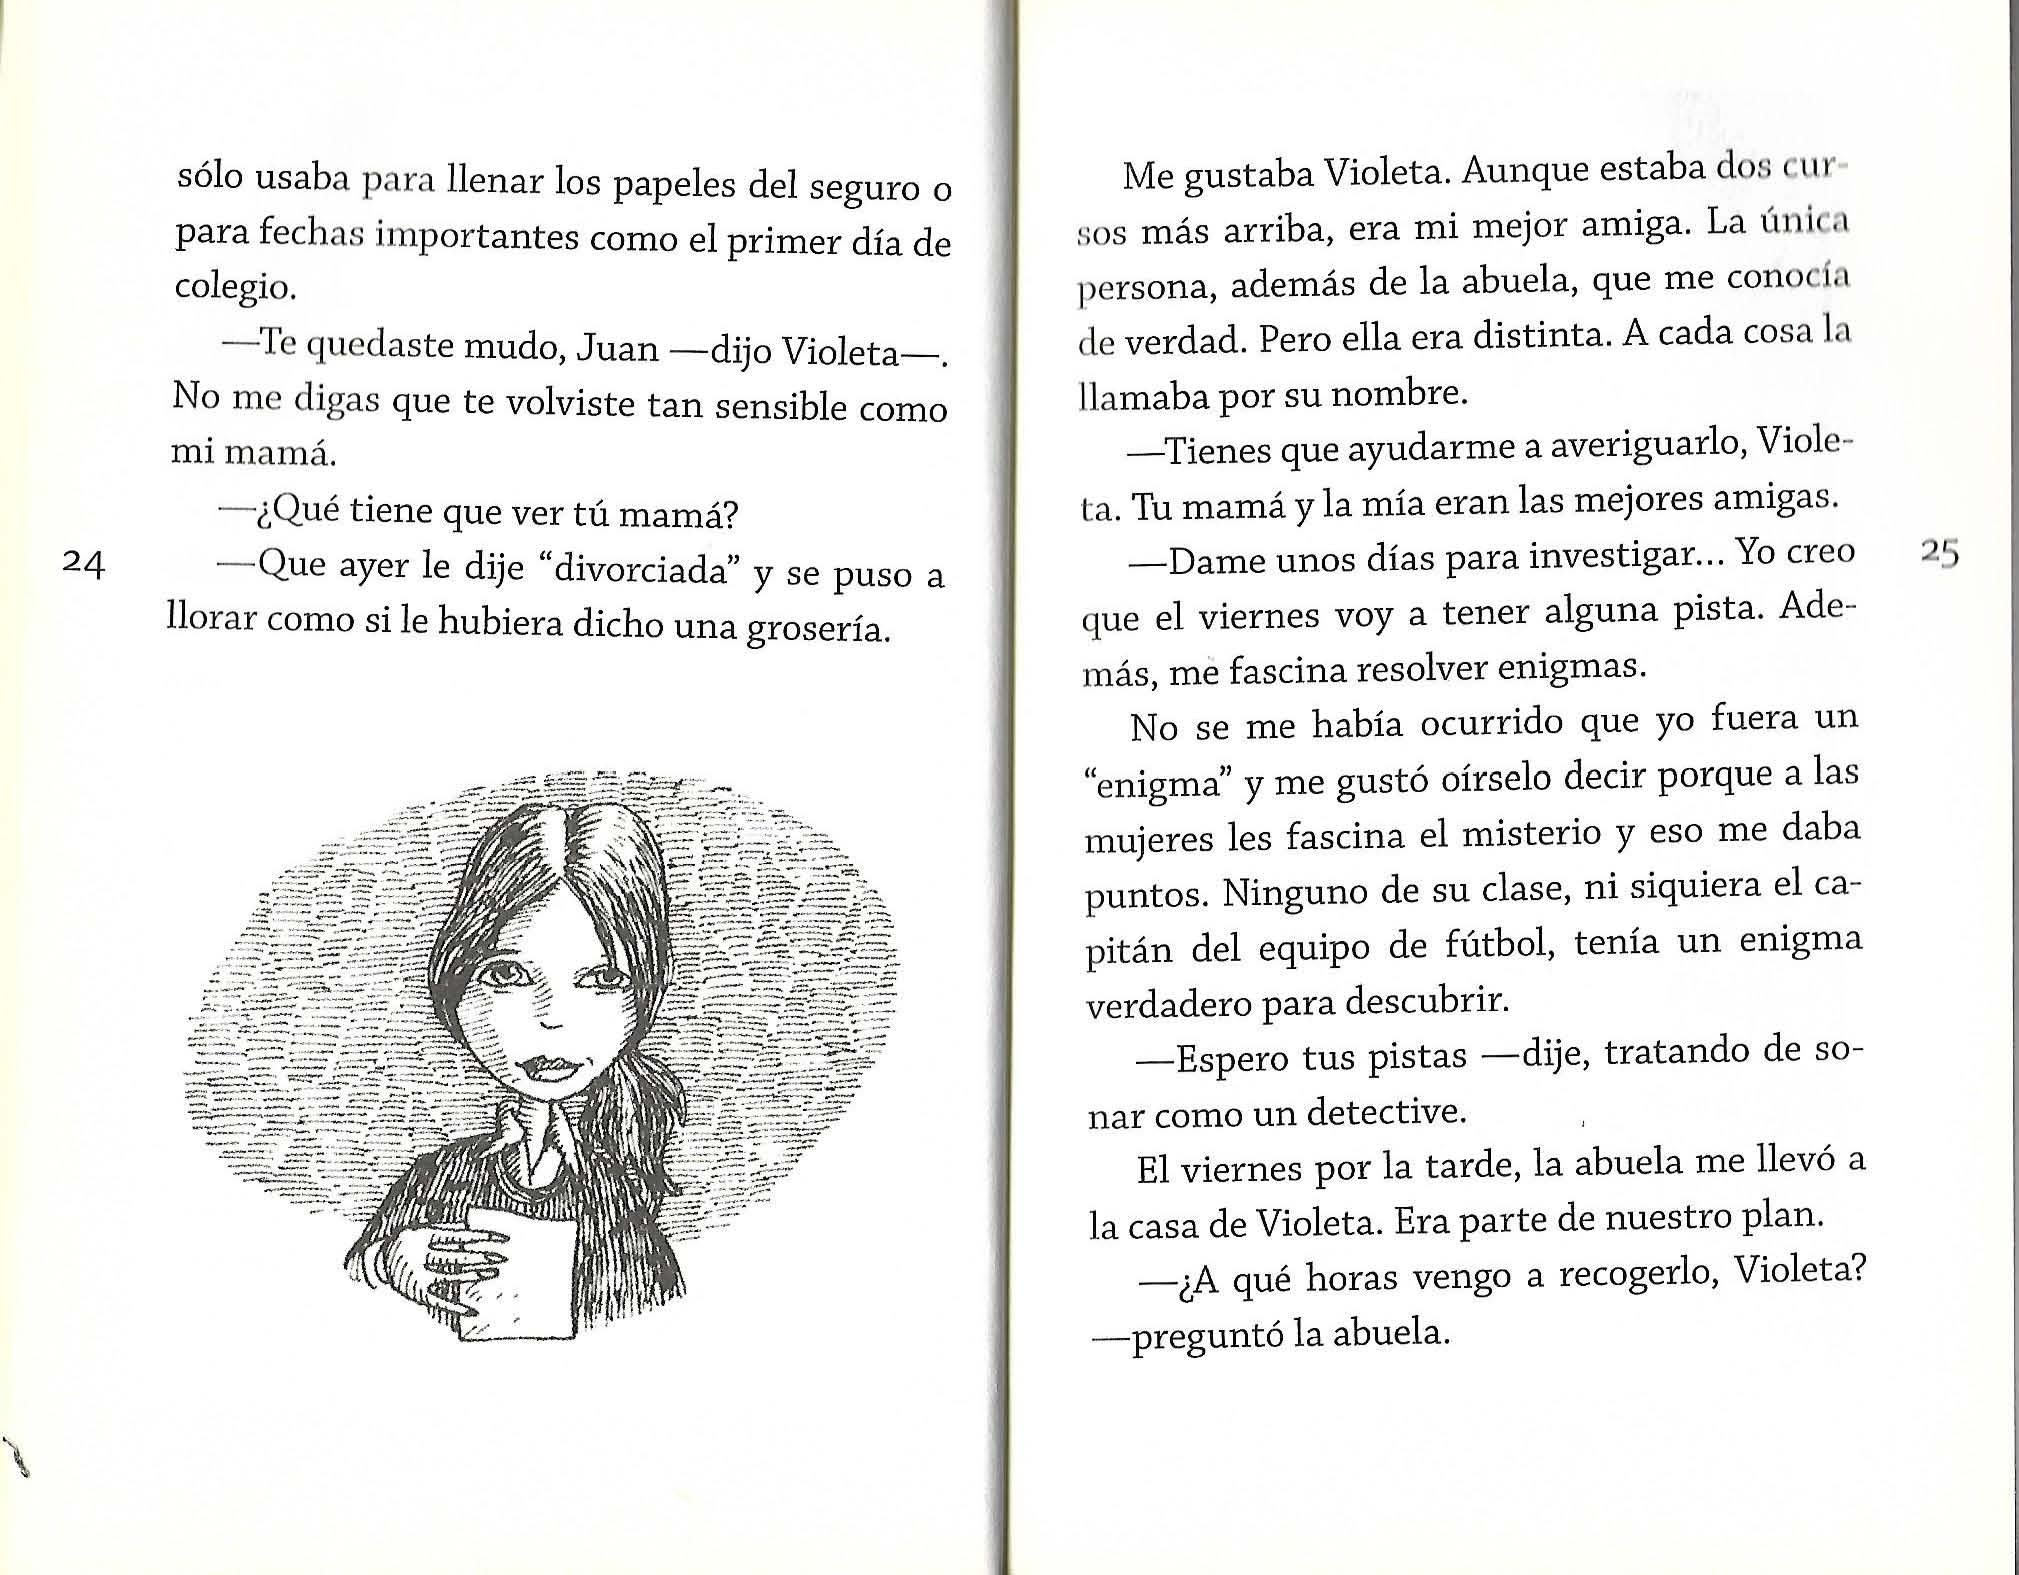 sólo usaba para llenar los papeles del seguro o
para fechas importantes como el primer día de
colegio.
—Te quedaste mudo, Juan —dijo Violeta—.
No me digas que te volviste tan sensible como
mi mamá.
—¿Qué tiene que ver tú mamá?
—Que ayer le dije “divorciada” y se puso a
llorar como si le hubiera dicho una grosería.
24
Me gustaba Violeta. Aunque estaba dos cur-
sos más arriba, era mi mejor amiga. La única
persona, además de la abuela, que me conocía
de verdad. Pero ella era distinta. A cada cosa la
llamaba por su nombre.
—Tienes que ayudarme a averiguarlo, Viole-
ta. Tu mamá y la mía eran las mejores amigas.
—Dame unos días para investigar... Yo creo
que el viernes voy a tener alguna pista. Ade-
más, me fascina resolver enigmas.
No se me había ocurrido que yo fuera un
“enigma” y me gustó oírselo decir porque a las
mujeres les fascina el misterio y eso me daba
puntos. Ninguno de su clase, ni siquiera el ca-
pitán del equipo de fútbol, tenía un enigma
verdadero para descubrir.
—Espero tus pistas —dije, tratando de so-
nar como un detective.
El viernes por la tarde, la abuela me llevó a
la casa de Violeta. Era parte de nuestro plan.
—¿A qué horas vengo a recogerlo, Violeta?
—preguntó la abuela.
25